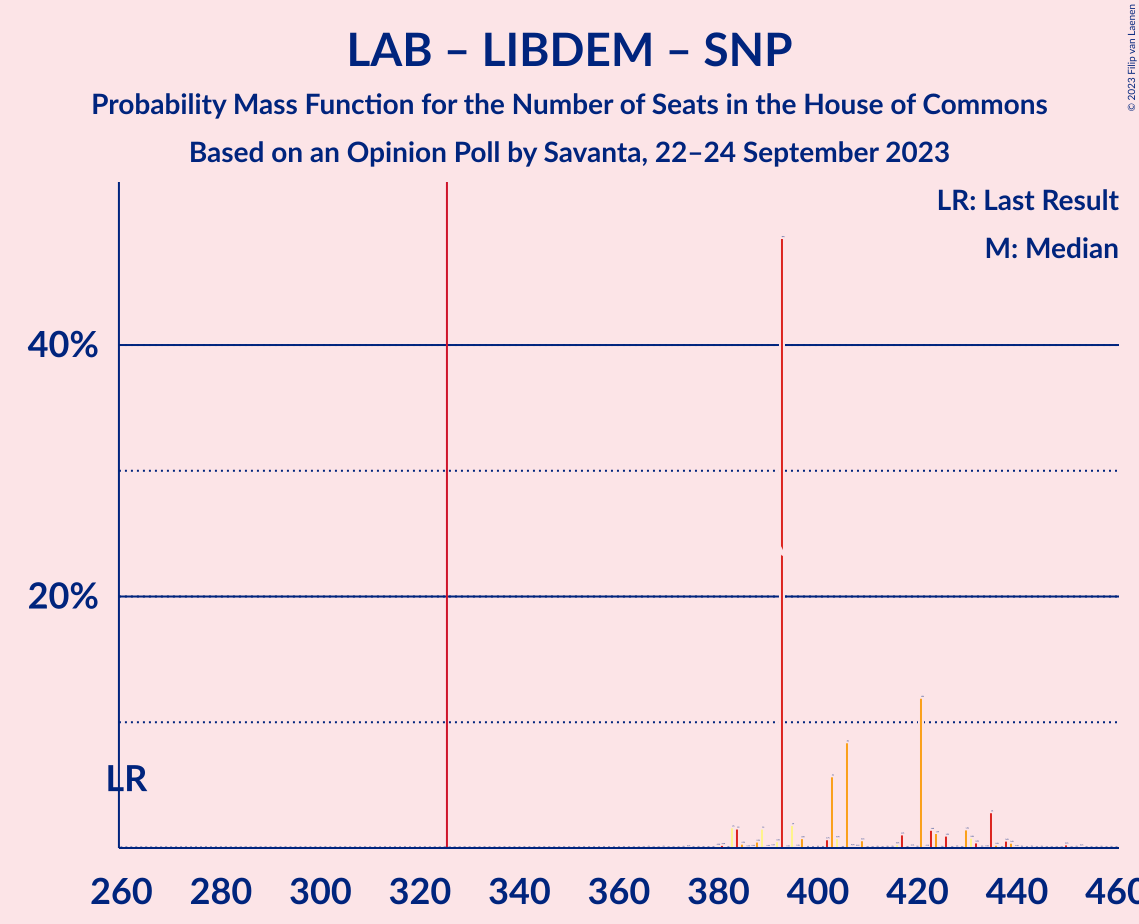 LAB – LIBDEM – SNP
Probability Mass Function for the Number of Seats in the House of Commons
Based on an Opinion Poll by Savanta, 22–24 September 2023
© 2023 Filip van Laenen
LR: Last Result
M: Median
40%
20%
LR
260 280 300 320 340 360 380 400 420 440 460